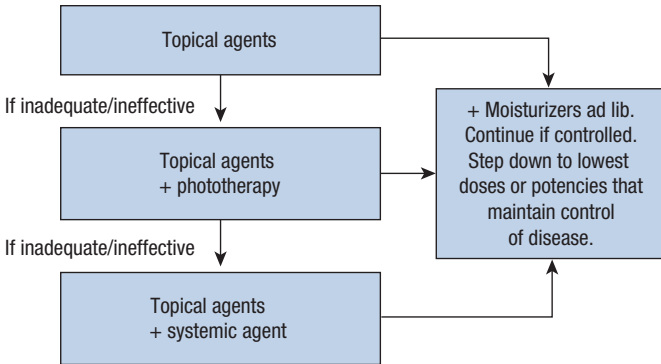 Topical agents
If inadequate/ineffective
Topical agents
+ phototherapy
If inadequate/ineffective
Topical agents
+ systemic agent
+ Moisturizers ad lib.
Continue if controlled.
Step down to lowest
doses or potencies that
maintain control
of disease.